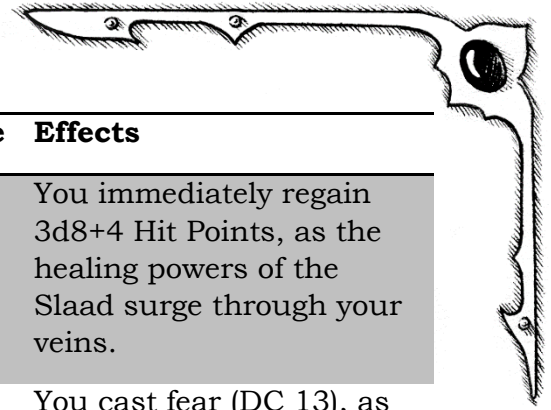 e Effects
You immediately regain
3d8+4 Hit Points, as the
healing powers of the
Slaad surge through your
veins.
You cast fear (DC 13), as